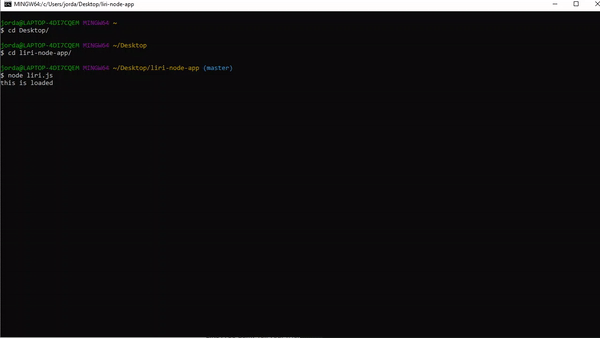 MINGW64:/c/Users/jorda/Desktop/liri-node-app
jorda@LAPTOP-4DI7CQEM MINGW64 ~
$ cd Desktop/
jorda@LAPTOP-4DI7CQEM MINGW64 ~/Desktop
$ cd liri-node-app/
jorda@LAPTOP-4DI7CQEM MINGW64 ~/Desktop/liri-node-app (master)
$ node liri.js
this is loaded